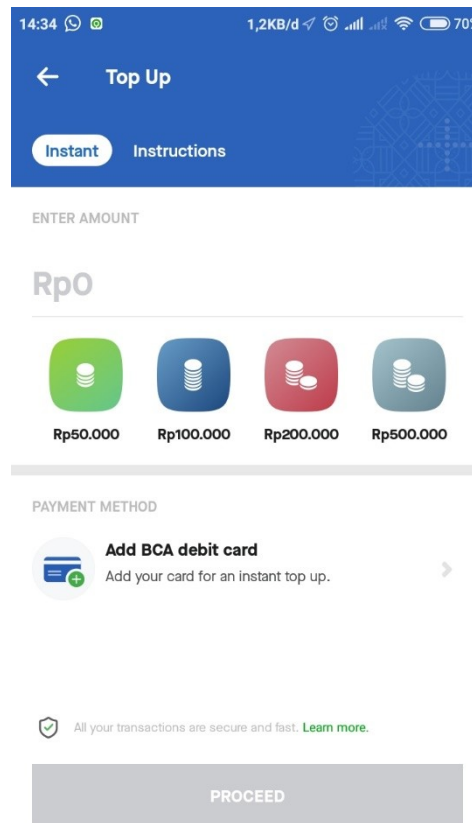 14:34 1,2KB/d 70%
Top Up
Instant Instructions
ENTER AMOUNT
Rp0
Rp50.000 Rp100.000 Rp200.000 Rp500.000
PAYMENT METHOD
Add BCA debit card
Add your card for an instant top up.
All your transactions are secure and fast. Learn more.
PROCEED